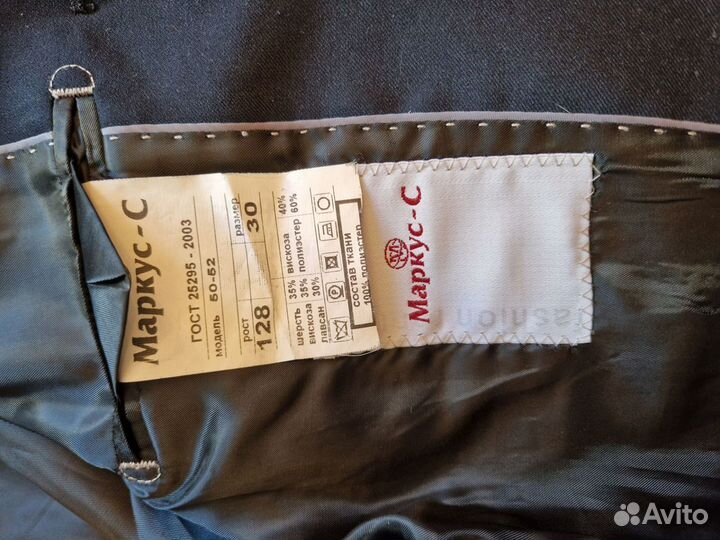 Маркус-С
ГОСТ 25295 - 2003
модель 50-52
рост размер
128 30
шерсть 35% вискоза 40%
вискоза 35% полиэстер 60%
лавсан 30%
состав ткани
100% полиэстер
М
Маркус-С
fashion
Avito